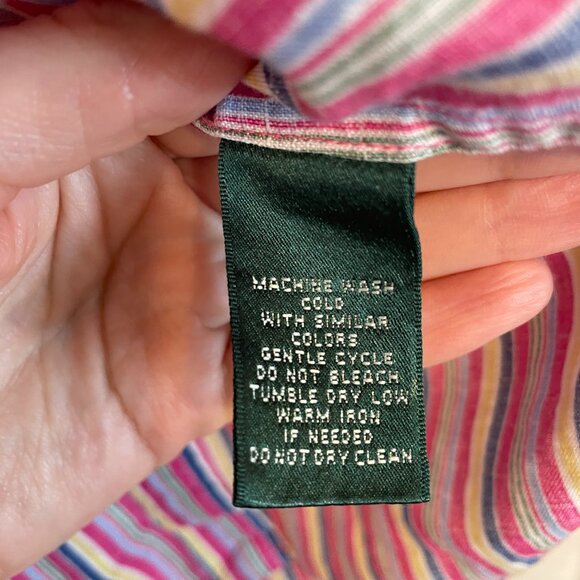 MACHINE WASH
COLD
WITH SIMILAR
COLORS
GENTLE CYCLE
DO NOT BLEACH
TUMBLE DRY LOW
WARM IRON
IF NEEDED
DO NOT DRY CLEAN